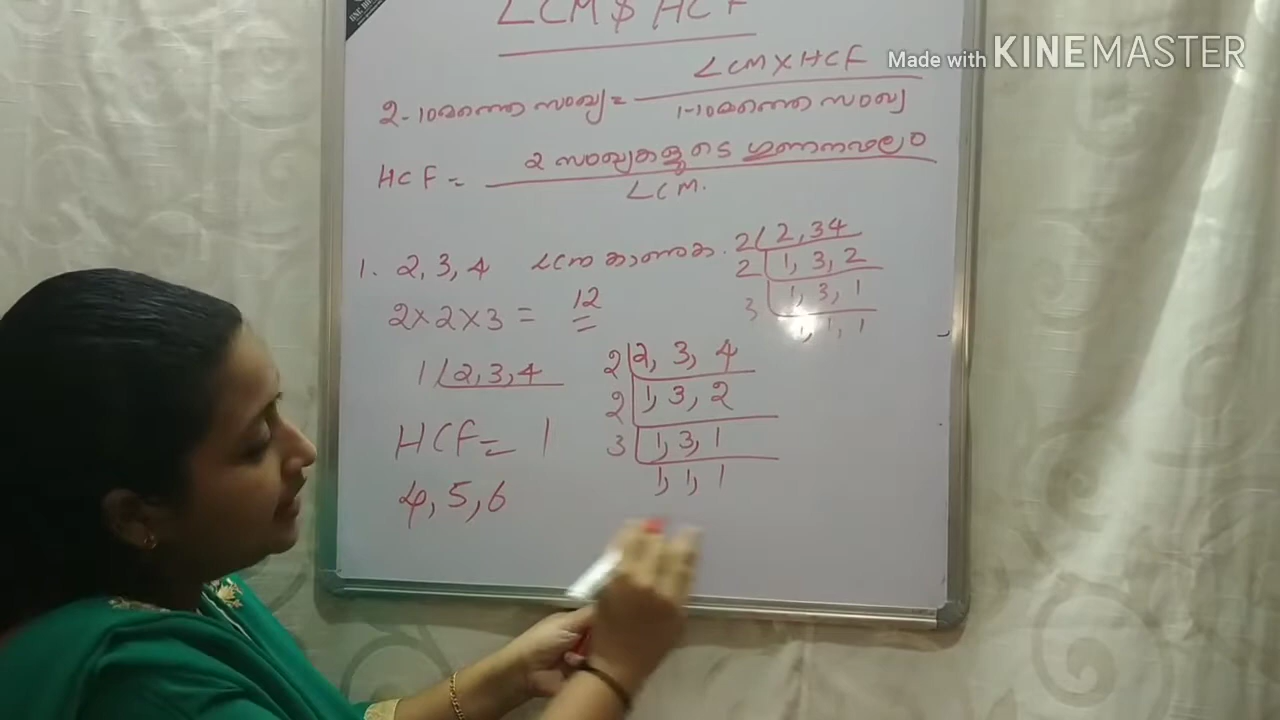 LCM $ HCF
Made with KINEMASTER
2-ാമത്തെ സംഖ്യ = LCM X HCF
1-ാമത്തെ സംഖ്യ
HCF = 2 സംഖ്യകളുടെ ഗുണനഫലം
LCM.
1. 2, 3, 4 LCM കാണുക.
2 2, 3 4
2 1, 3, 2
3 1, 3, 1
1, 1, 1
2 × 2 × 3 = 12
1 2, 3, 4
HCF = 1
4, 5, 6
2 2, 3, 4
2 1, 3, 2
3 1, 3, 1
1, 1, 1